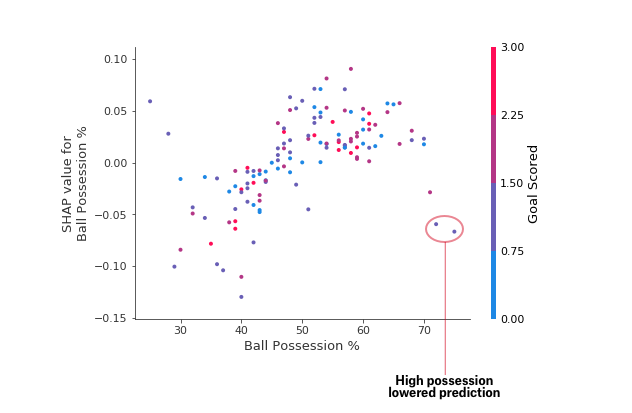 0.10
0.05
0.00
−0.05
−0.10
−0.15
SHAP value for
Ball Possession %
30
40
50
60
70
Ball Possession %
3.00
2.25
1.50
0.75
0.00
Goal Scored
High possession
lowered prediction